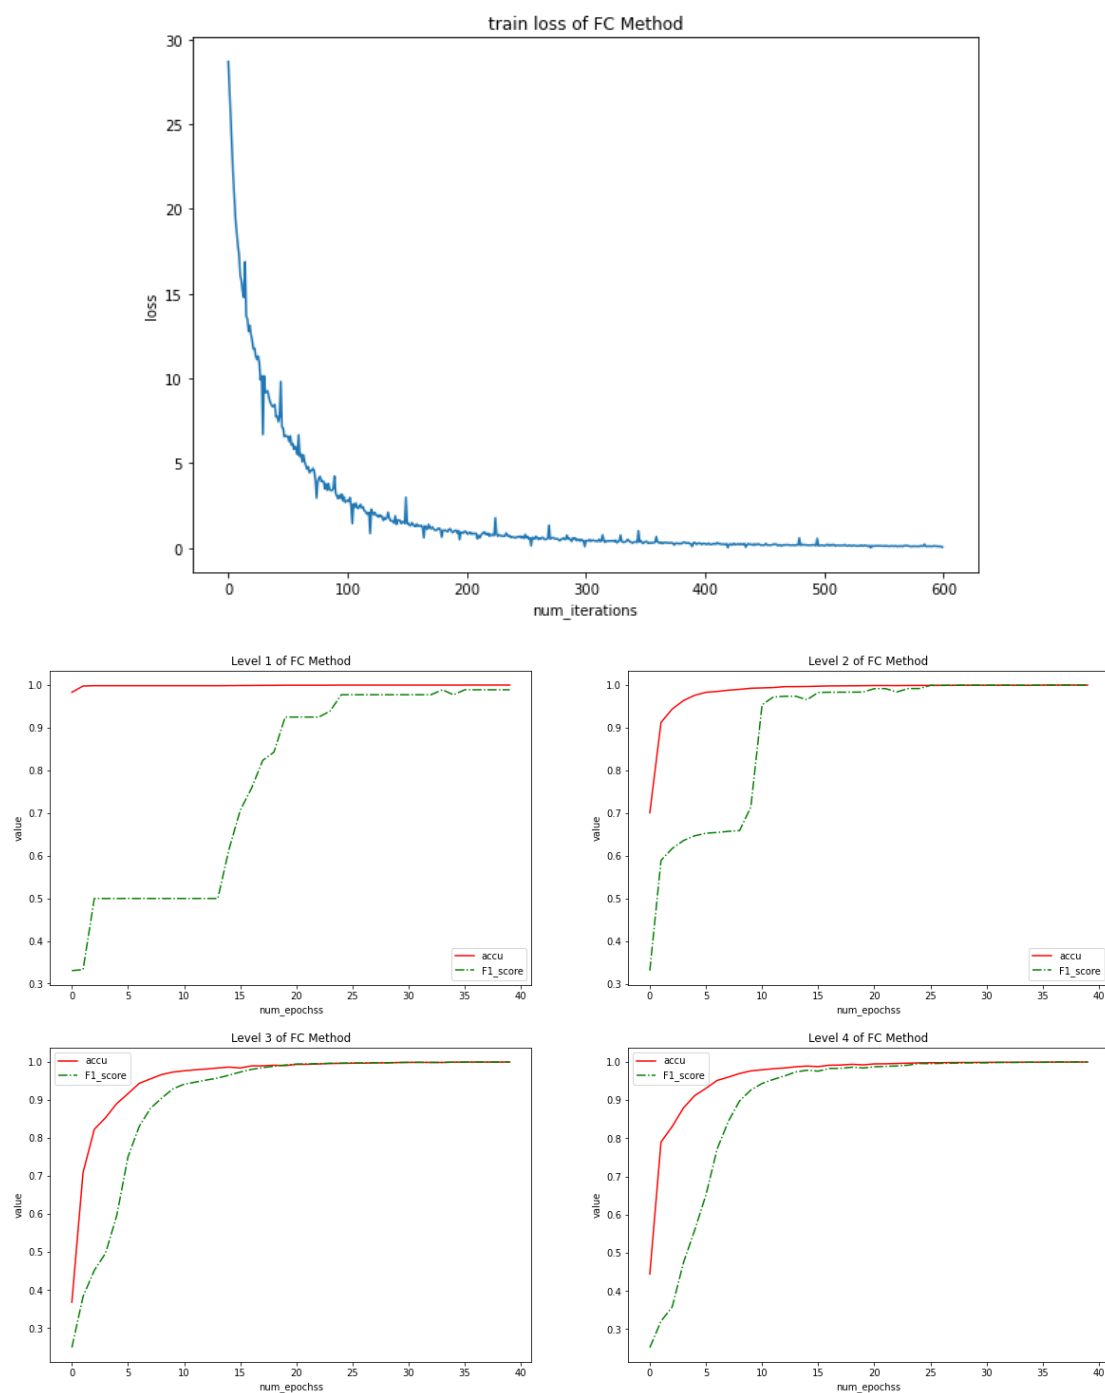 train loss of FC Method
30
25
20
15
10
5
0
loss
0 100 200 300 400 500 600
num_iterations
Level 1 of FC Method
1.0
0.9
0.8
0.7
0.6
0.5
0.4
0.3
value
accu
F1_score
0 5 10 15 20 25 30 35 40
num_epochss
Level 2 of FC Method
1.0
0.9
0.8
0.7
0.6
0.5
0.4
0.3
value
accu
F1_score
0 5 10 15 20 25 30 35 40
num_epochss
Level 3 of FC Method
accu
F1_score
1.0
0.9
0.8
0.7
0.6
0.5
0.4
0.3
value
0 5 10 15 20 25 30 35 40
num_epochss
Level 4 of FC Method
accu
F1_score
1.0
0.9
0.8
0.7
0.6
0.5
0.4
0.3
value
0 5 10 15 20 25 30 35 40
num_epochss